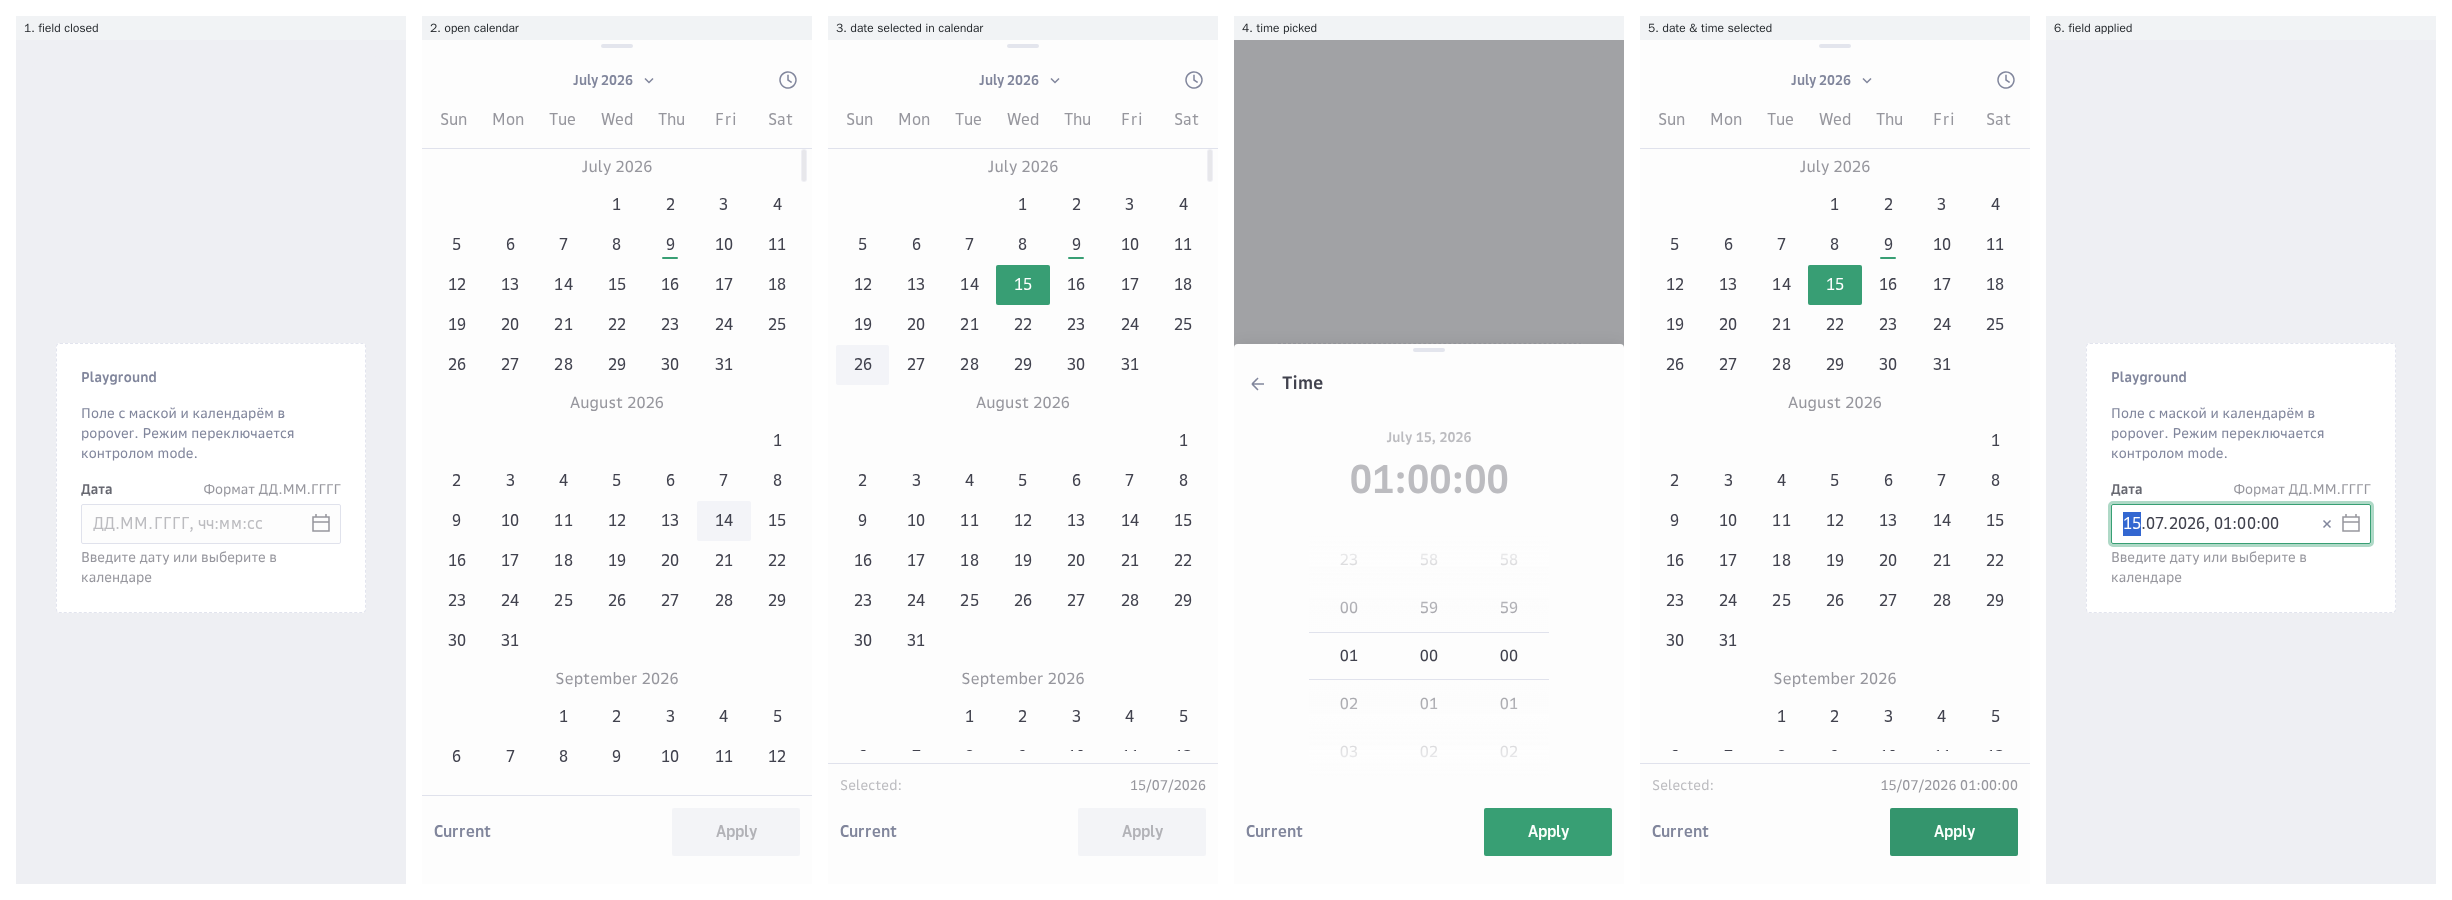 1. field closed
Playground
Поле с маской и календарём в
popover. Режим переключается
контролом mode.
Дата Формат ДД.ММ.ГГГГ
ДД.ММ.ГГГГ, чч:мм:сс
Введите дату или выберите в
календаре
2. open calendar
July 2026
Sun Mon Tue Wed Thu Fri Sat
July 2026
1 2 3 4
5 6 7 8 9 10 11
12 13 14 15 16 17 18
19 20 21 22 23 24 25
26 27 28 29 30 31
August 2026
1
2 3 4 5 6 7 8
9 10 11 12 13 14 15
16 17 18 19 20 21 22
23 24 25 26 27 28 29
30 31
September 2026
1 2 3 4 5
6 7 8 9 10 11 12
Current Apply
3. date selected in calendar
July 2026
Sun Mon Tue Wed Thu Fri Sat
July 2026
1 2 3 4
5 6 7 8 9 10 11
12 13 14 15 16 17 18
19 20 21 22 23 24 25
26 27 28 29 30 31
August 2026
1
2 3 4 5 6 7 8
9 10 11 12 13 14 15
16 17 18 19 20 21 22
23 24 25 26 27 28 29
30 31
September 2026
1 2 3 4 5
Selected: 15/07/2026
Current Apply
4. time picked
Time
July 15, 2026
01:00:00
23 58 58
00 59 59
01 00 00
02 01 01
03 02 02
Current Apply
5. date & time selected
July 2026
Sun Mon Tue Wed Thu Fri Sat
July 2026
1 2 3 4
5 6 7 8 9 10 11
12 13 14 15 16 17 18
19 20 21 22 23 24 25
26 27 28 29 30 31
August 2026
1
2 3 4 5 6 7 8
9 10 11 12 13 14 15
16 17 18 19 20 21 22
23 24 25 26 27 28 29
30 31
September 2026
1 2 3 4 5
Selected: 15/07/2026 01:00:00
Current Apply
6. field applied
Playground
Поле с маской и календарём в
popover. Режим переключается
контролом mode.
Дата Формат ДД.ММ.ГГГГ
15.07.2026, 01:00:00
Введите дату или выберите в
календаре